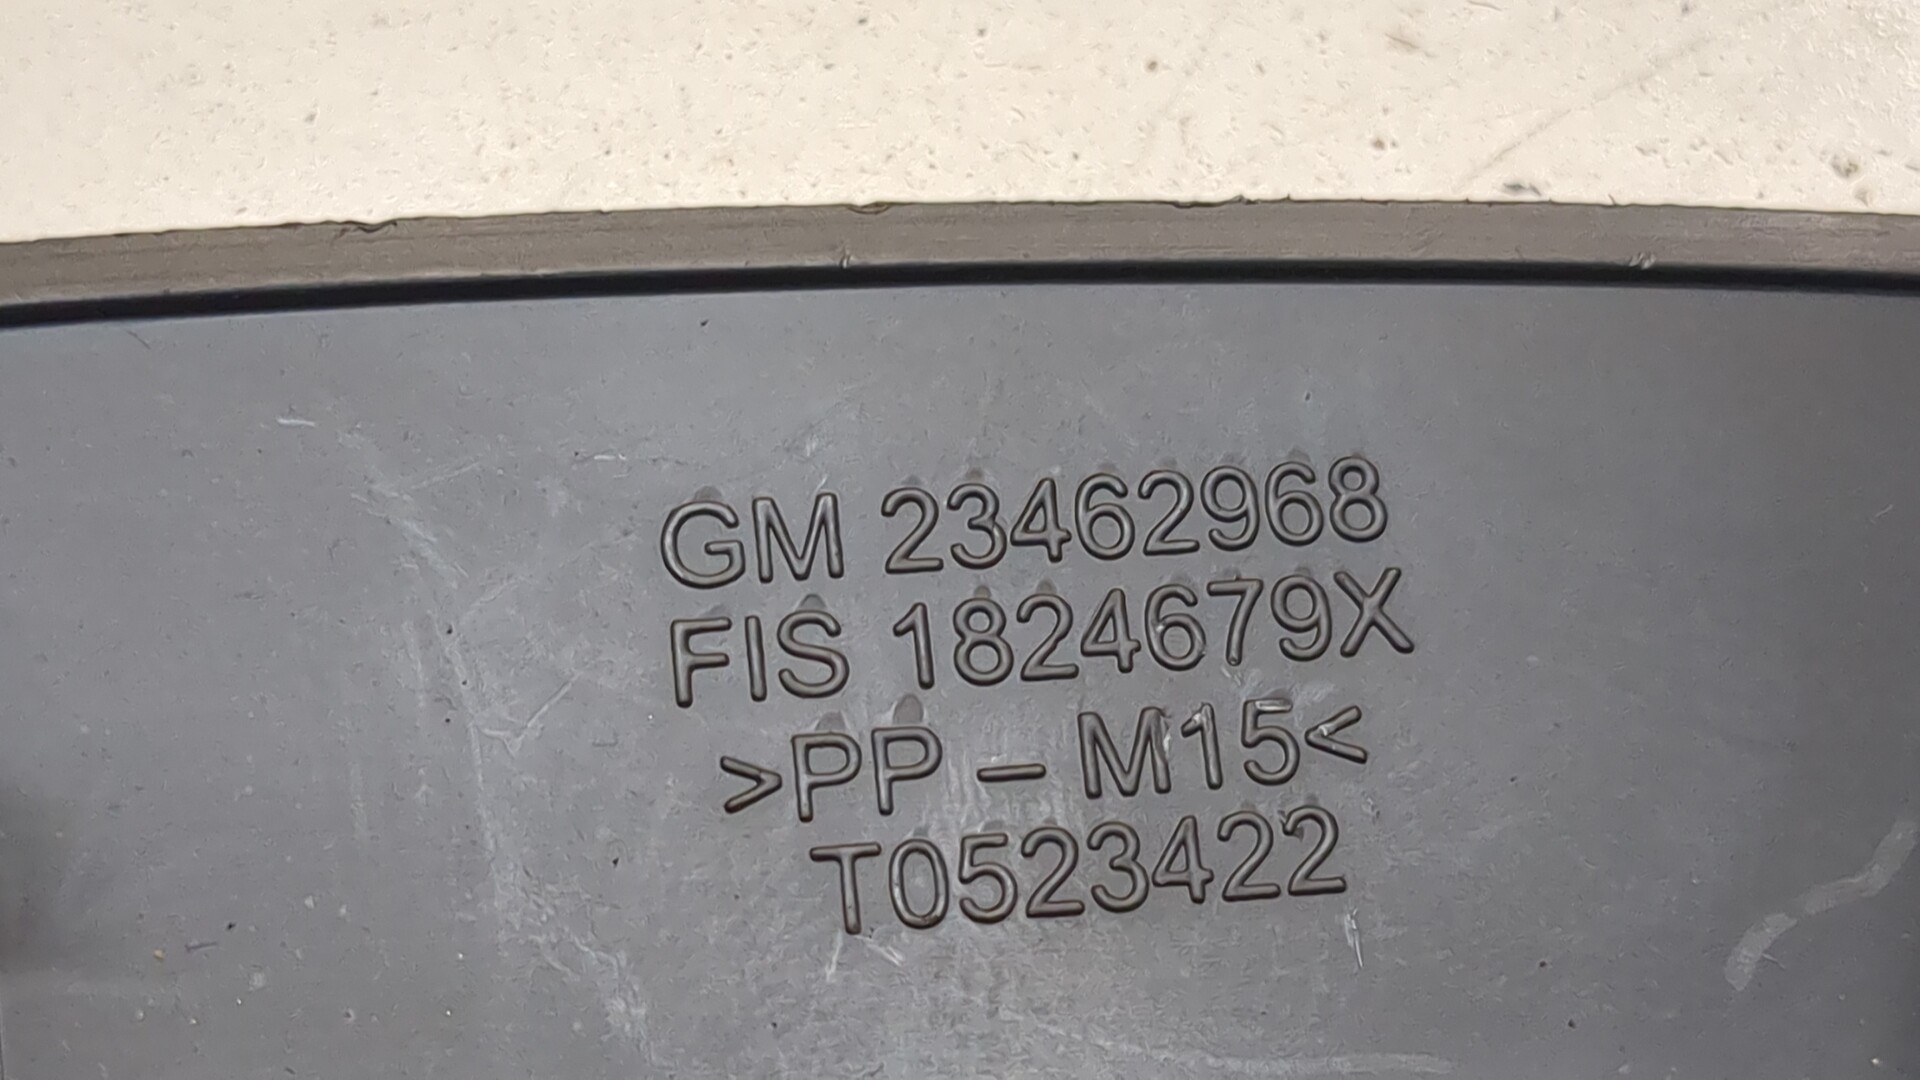 GM 23462968
FIS 1824679X
>PP - M15<
T0523422